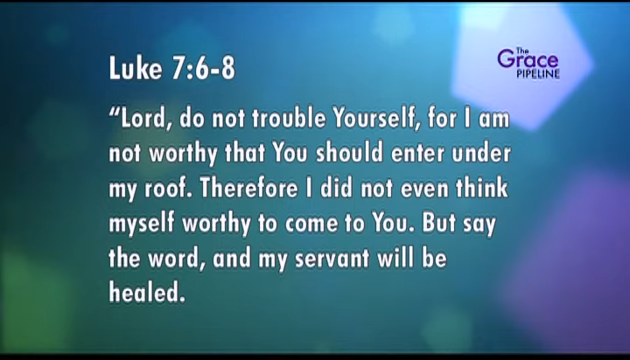 Luke 7:6-8
The
Grace
PIPELINE
“Lord, do not trouble Yourself, for I am
not worthy that You should enter under
my roof. Therefore I did not even think
myself worthy to come to You. But say
the word, and my servant will be
healed.